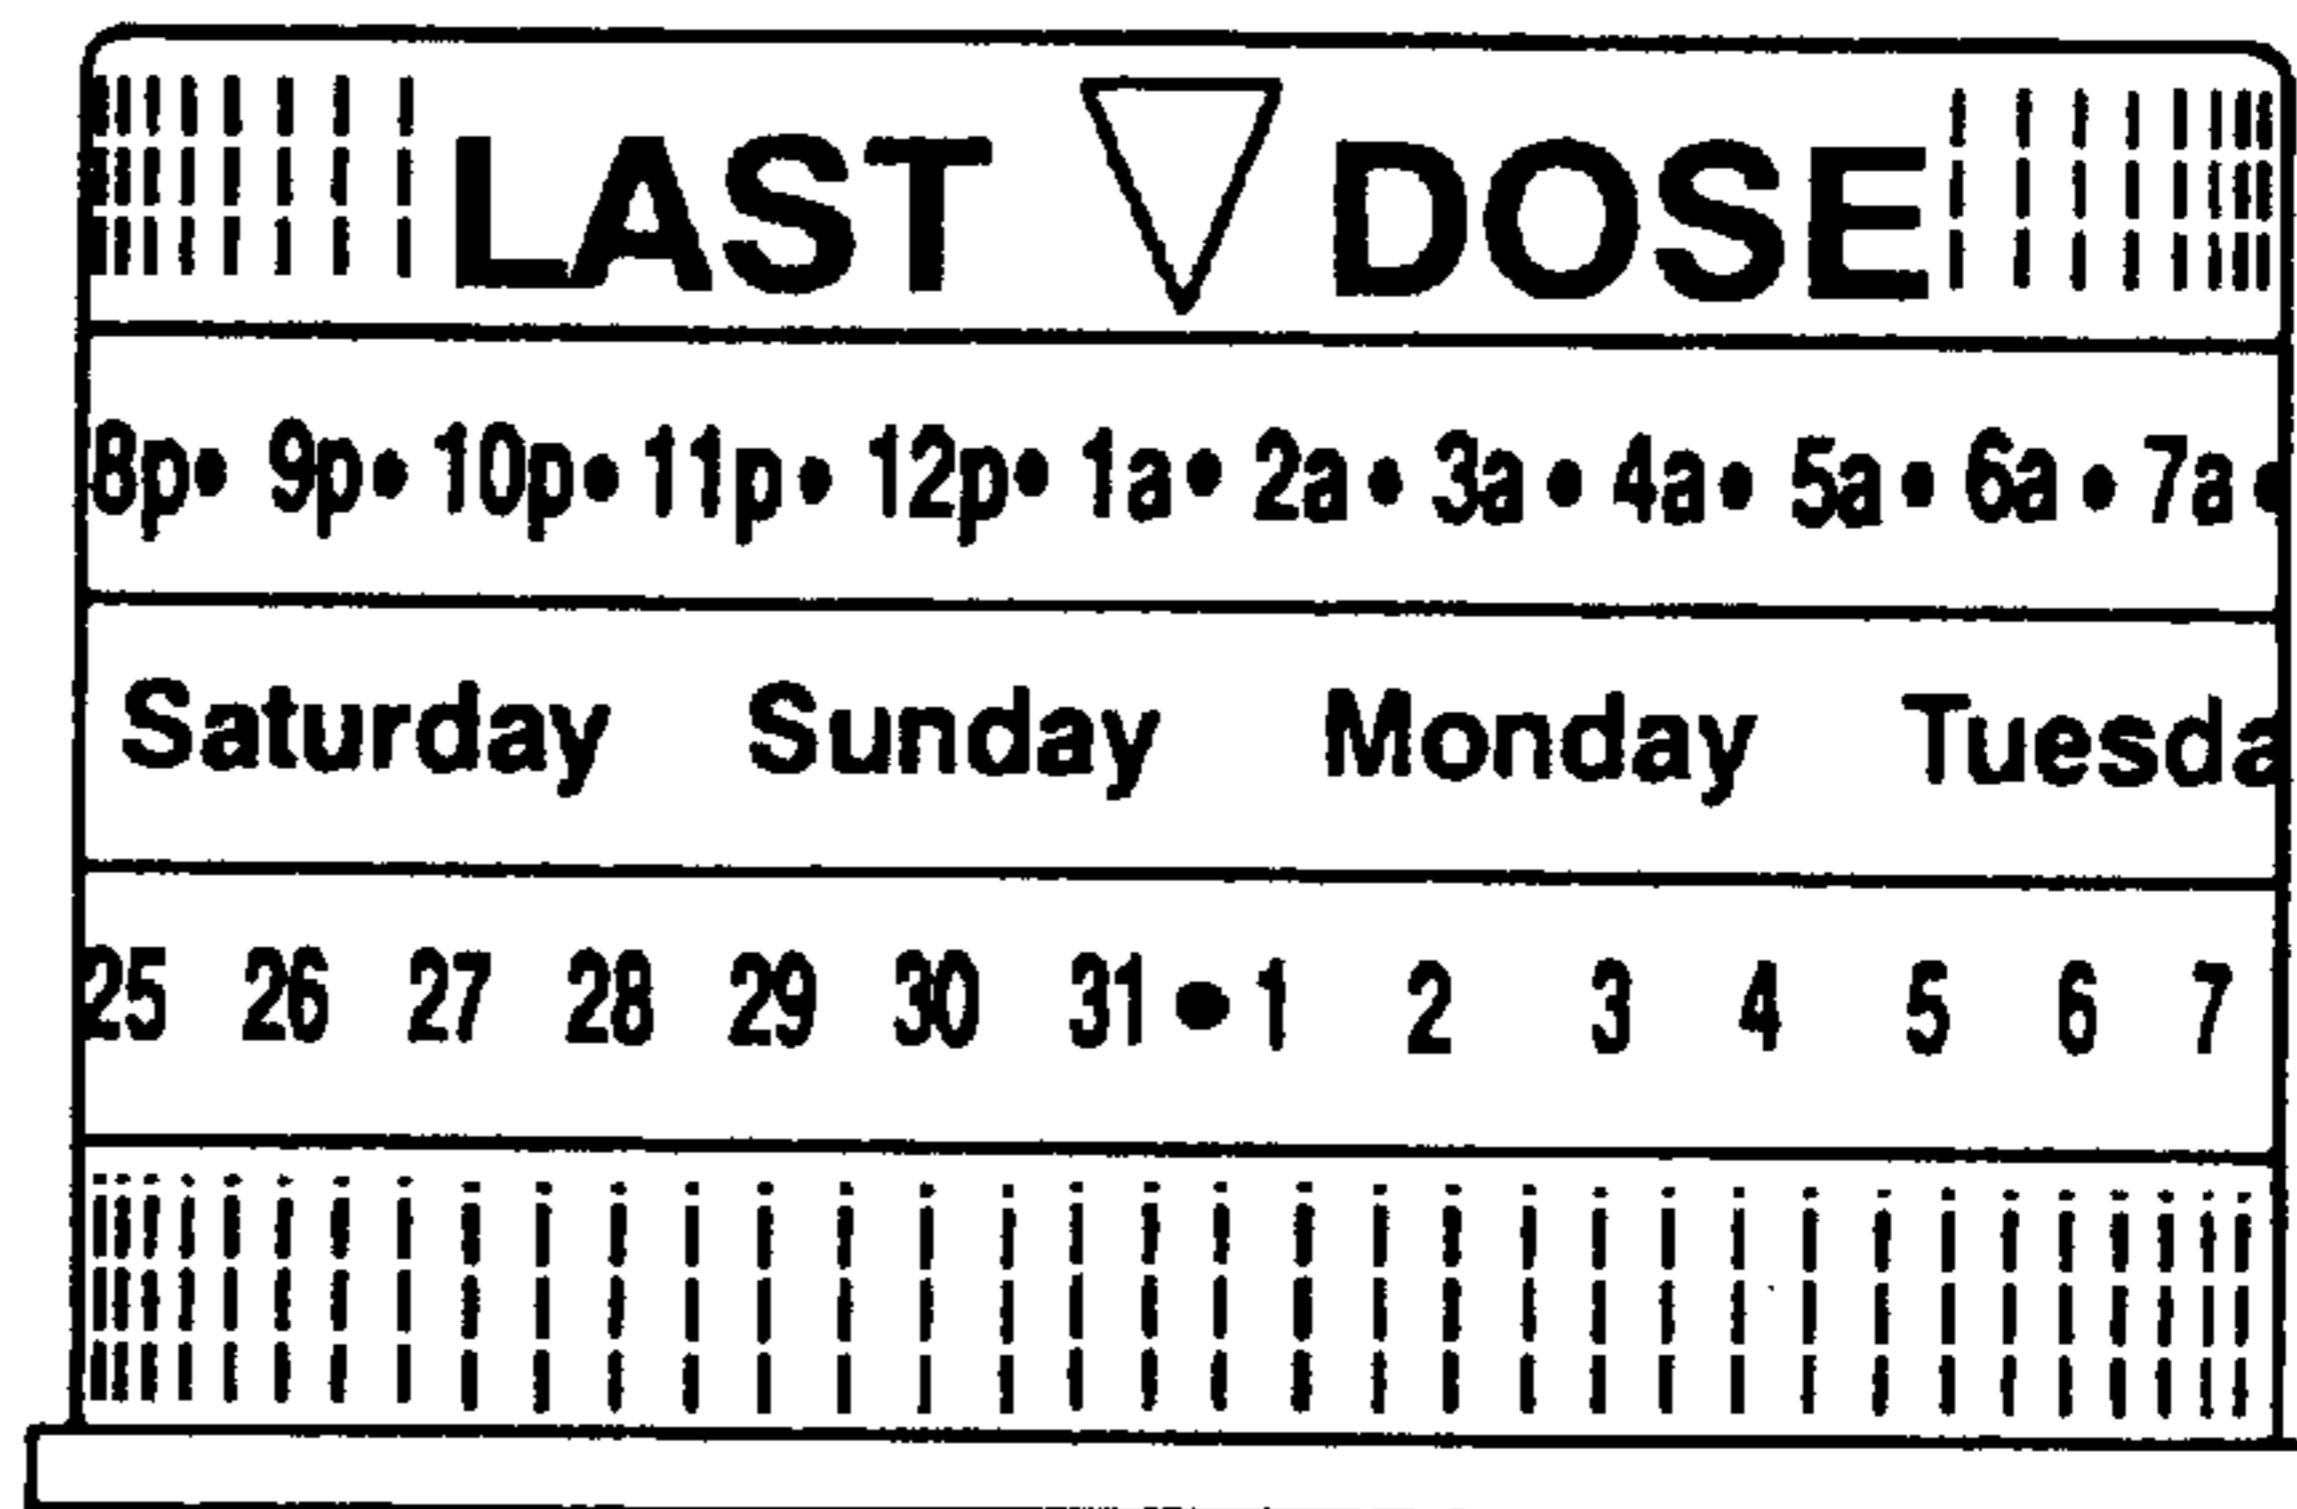 LAST DOSE
8p• 9p• 10p• 11p• 12p• 1a• 2a• 3a• 4a• 5a• 6a• 7a•
Saturday Sunday Monday Tuesda
25 26 27 28 29 30 31 • 1 2 3 4 5 6 7